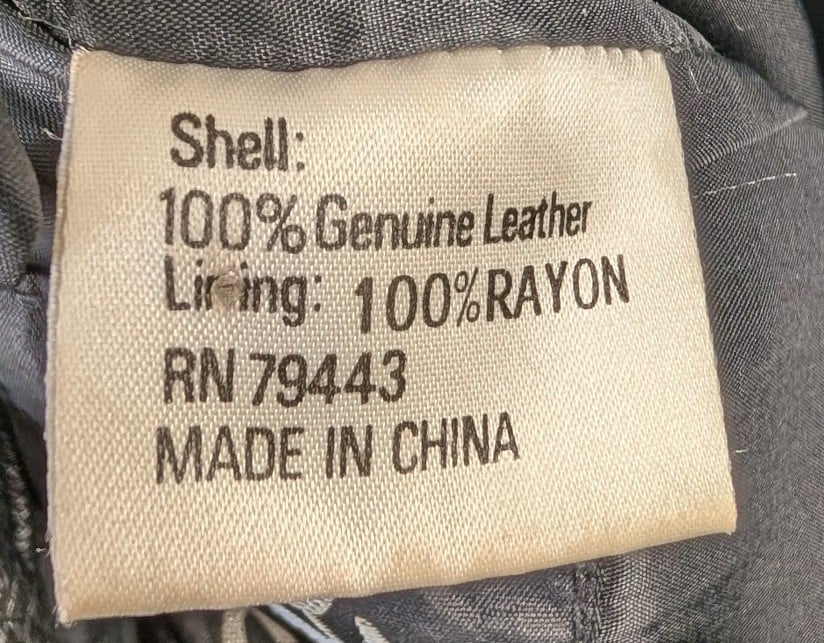 Shell:
100% Genuine Leather
Lining: 100%RAYON
RN 79443
MADE IN CHINA